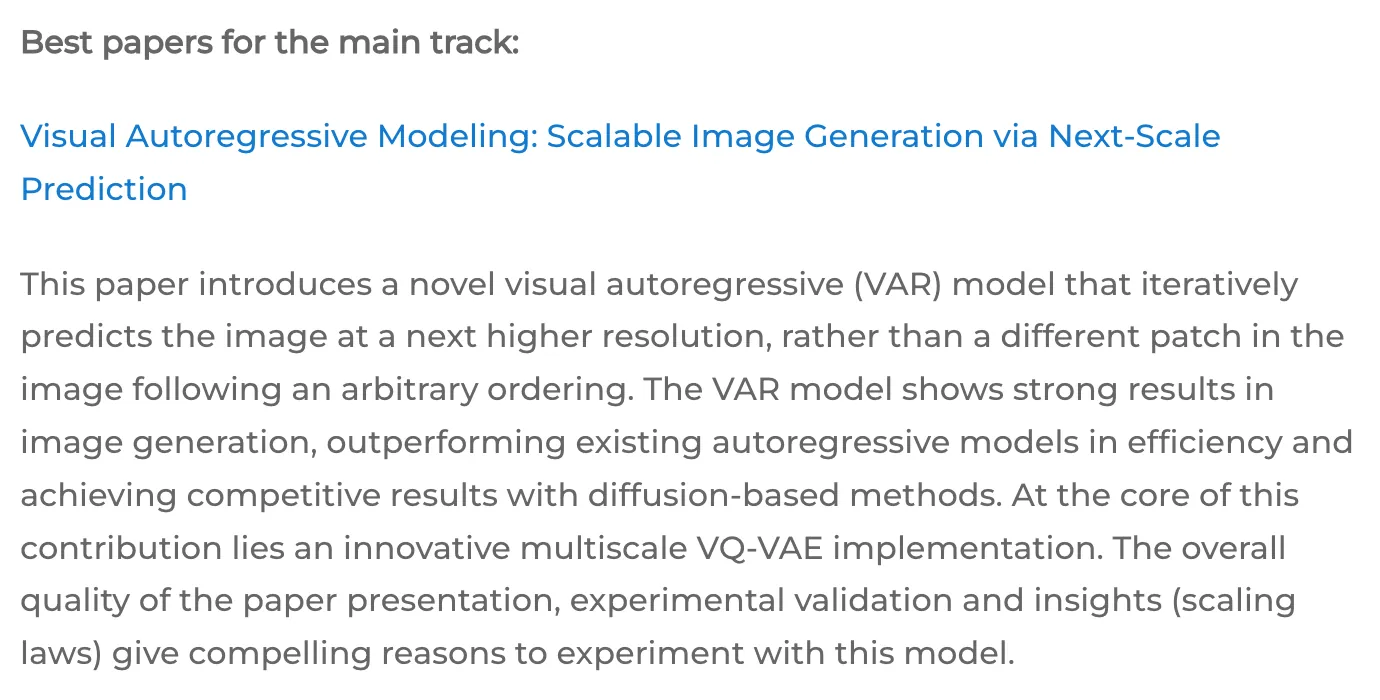 Best papers for the main track:
Visual Autoregressive Modeling: Scalable Image Generation via Next-Scale
Prediction
This paper introduces a novel visual autoregressive (VAR) model that iteratively
predicts the image at a next higher resolution, rather than a different patch in the
image following an arbitrary ordering. The VAR model shows strong results in
image generation, outperforming existing autoregressive models in efficiency and
achieving competitive results with diffusion-based methods. At the core of this
contribution lies an innovative multiscale VQ-VAE implementation. The overall
quality of the paper presentation, experimental validation and insights (scaling
laws) give compelling reasons to experiment with this model.